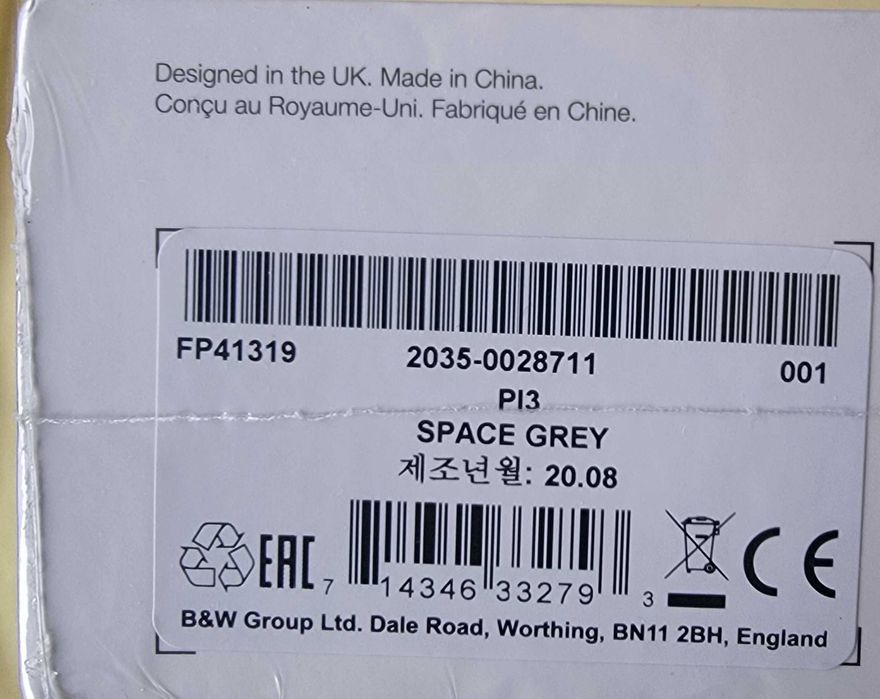 Designed in the UK. Made in China.
Conçu au Royaume-Uni. Fabriqué en Chine.
FP41319 2035-0028711 001
PI3
SPACE GREY
제조년월: 20.08
EAC 7 14346 33279 3 CE
B&W Group Ltd. Dale Road, Worthing, BN11 2BH, England